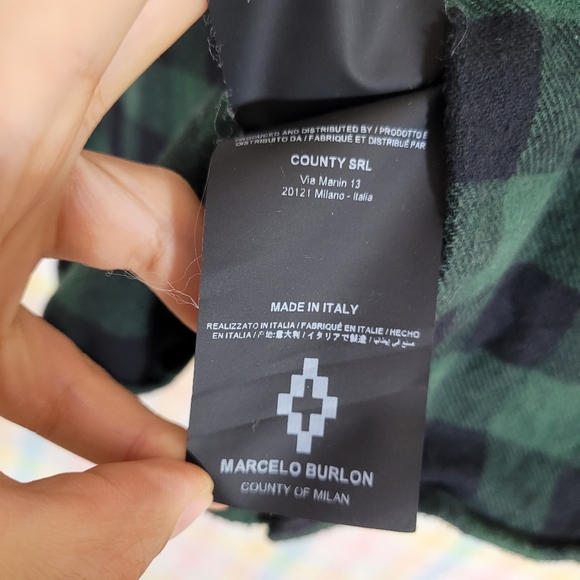 PRODUCED AND DISTRIBUTED BY / PRODOTTO E
DISTRIBUITO DA / FABRIQUÉ ET DISTRIBUÉ PAR
COUNTY SRL
Via Manin 13
20121 Milano - Italia
MADE IN ITALY
REALIZZATO IN ITALIA / FABRIQUÉ EN ITALIE / HECHO
EN ITALIA / 产地:意大利 / イタリアで製造 / صنع في إيطاليا
MARCELO BURLON
COUNTY OF MILAN